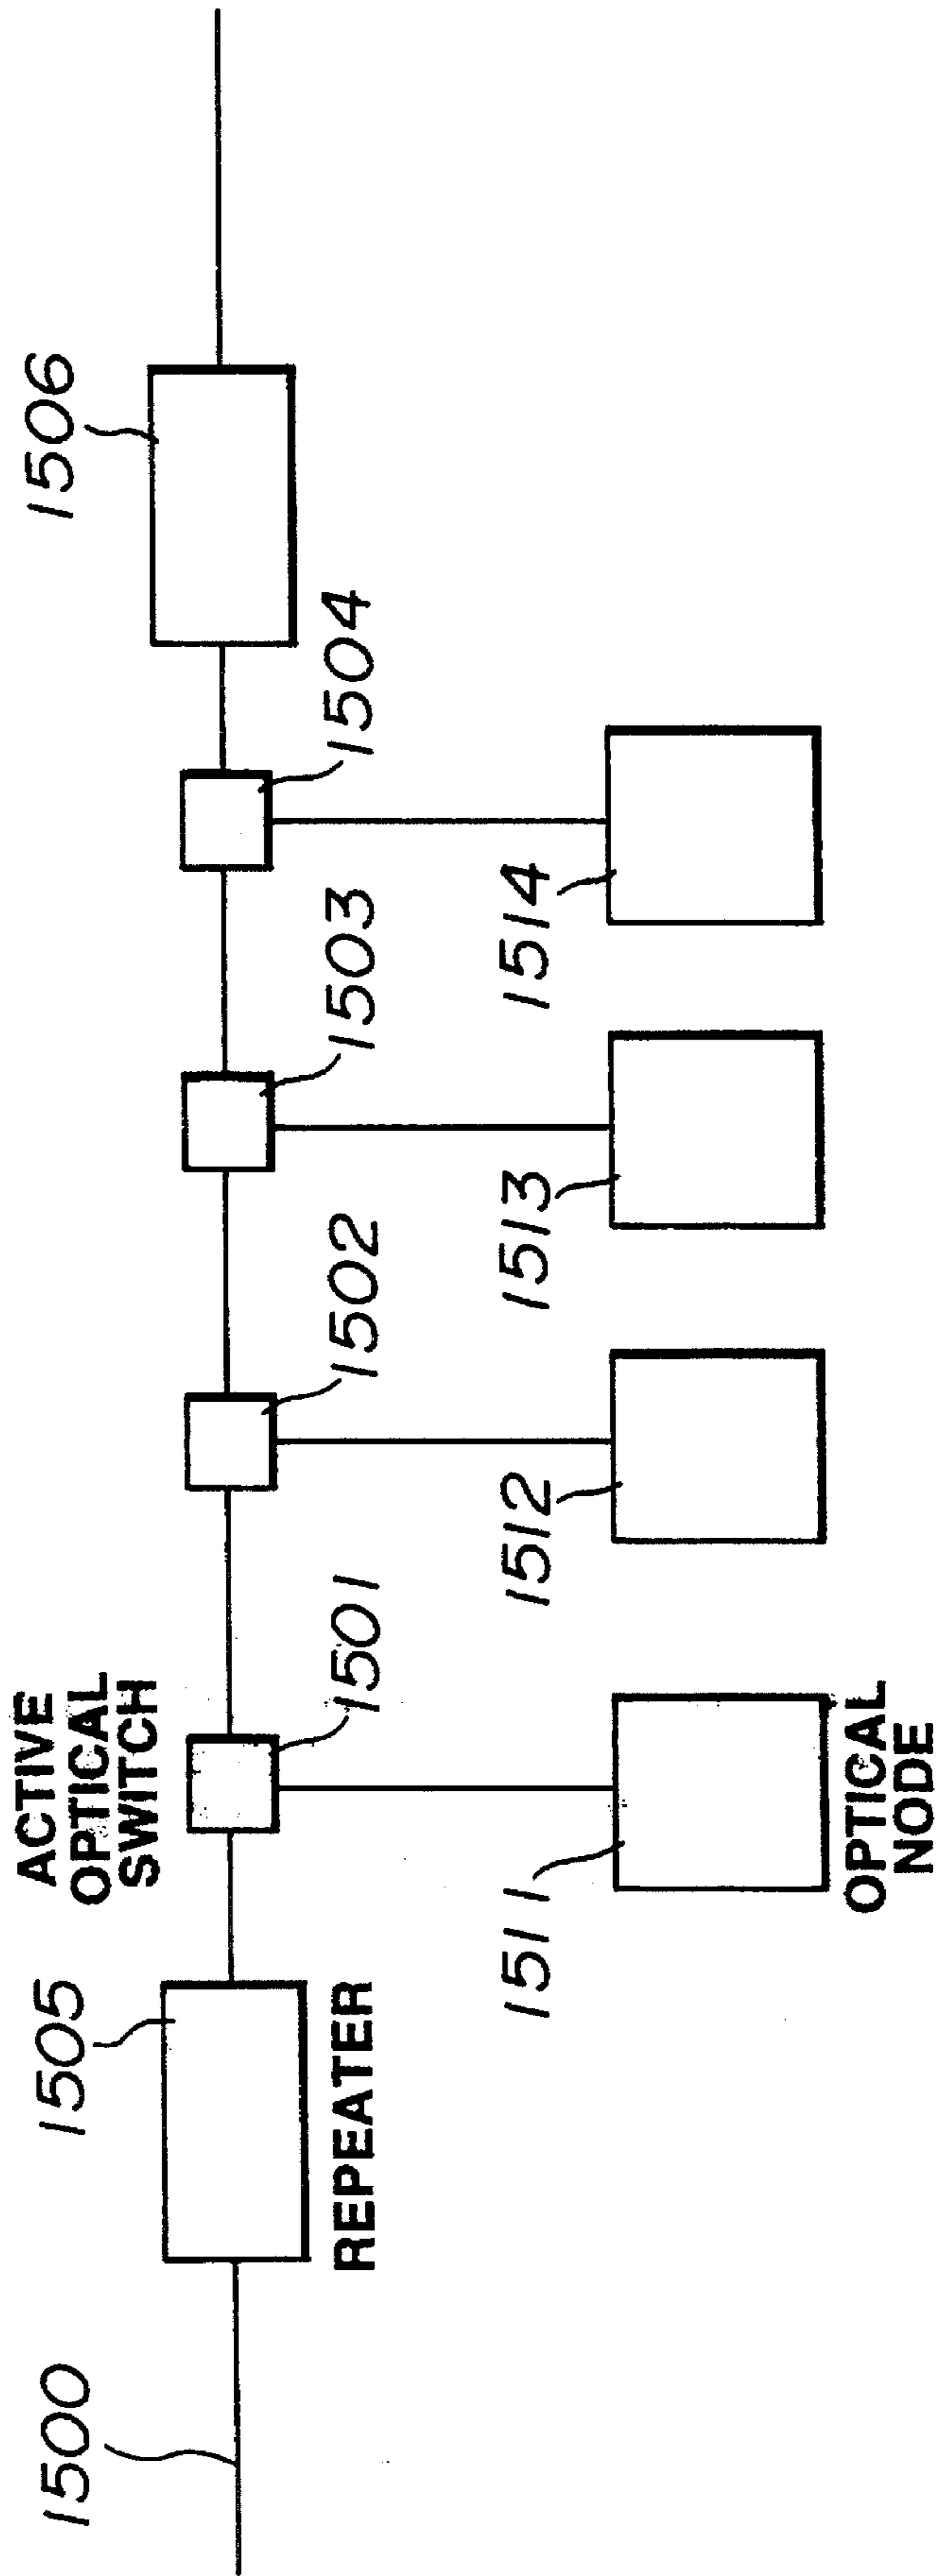 1500
1505
REPEATER
ACTIVE
OPTICAL
SWITCH
1501
1502
1503
1504
1506
1511
OPTICAL
NODE
1512
1513
1514